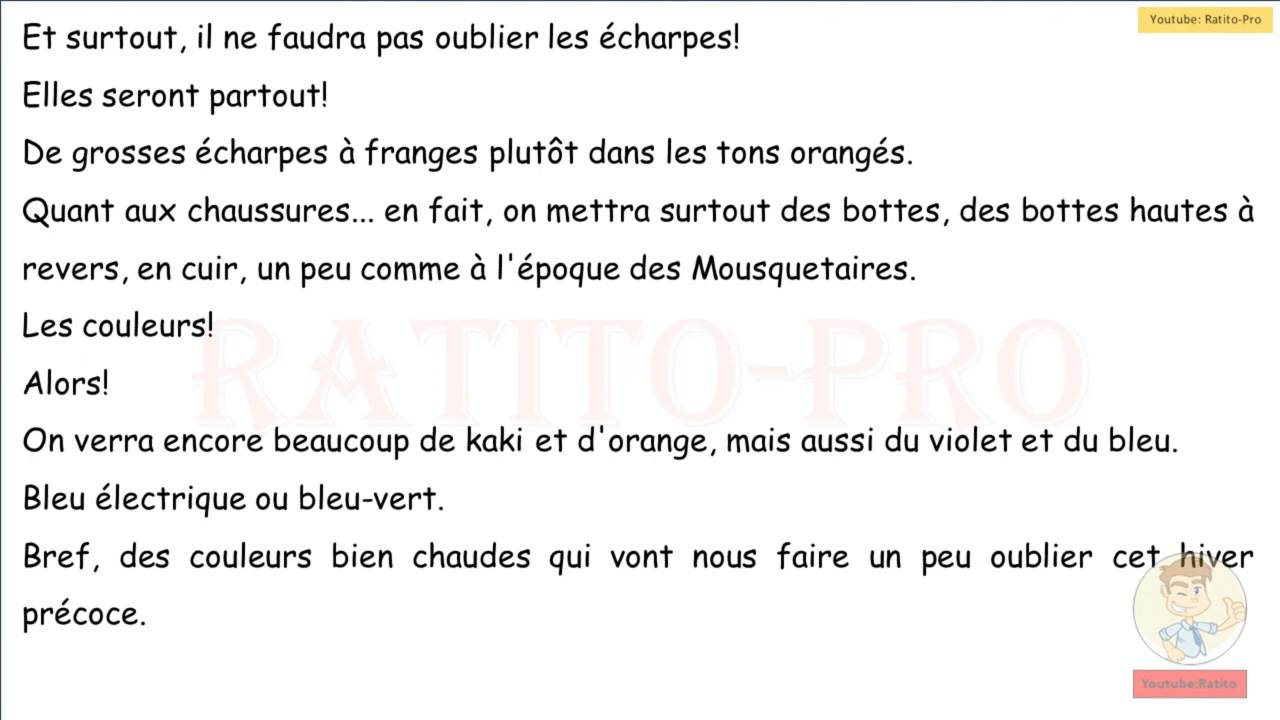 Youtube: Ratito-Pro
Et surtout, il ne faudra pas oublier les écharpes!
Elles seront partout!
De grosses écharpes à franges plutôt dans les tons orangés.
Quant aux chaussures... en fait, on mettra surtout des bottes, des bottes hautes à
revers, en cuir, un peu comme à l'époque des Mousquetaires.
Les couleurs!
RATITO-PRO
Alors!
On verra encore beaucoup de kaki et d'orange, mais aussi du violet et du bleu.
Bleu électrique ou bleu-vert.
Bref, des couleurs bien chaudes qui vont nous faire un peu oublier cet hiver
précoce.
Youtube:Ratito